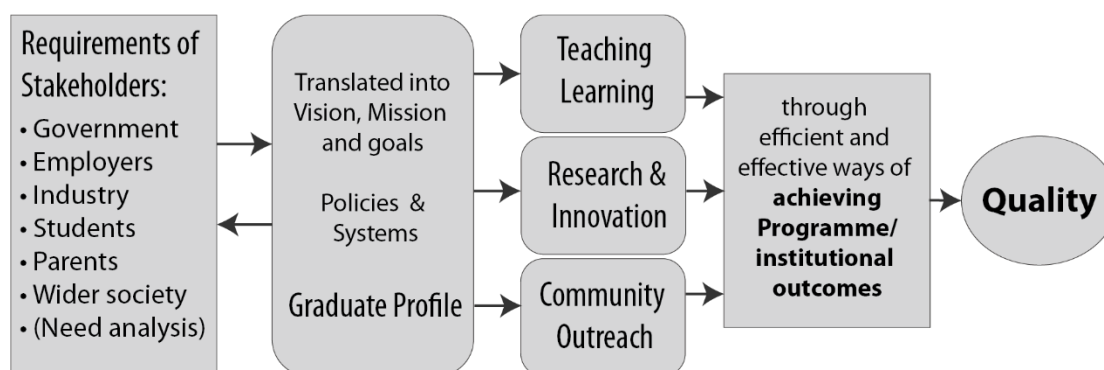 Requirements of
Stakeholders:
• Government
• Employers
• Industry
• Students
• Parents
• Wider society
• (Need analysis)
Translated into
Vision, Mission
and goals
Policies & Systems
Graduate Profile
Teaching
Learning
Research &
Innovation
Community
Outreach
through
efficient and
effective ways of
achieving
Programme/
institutional
outcomes
Quality